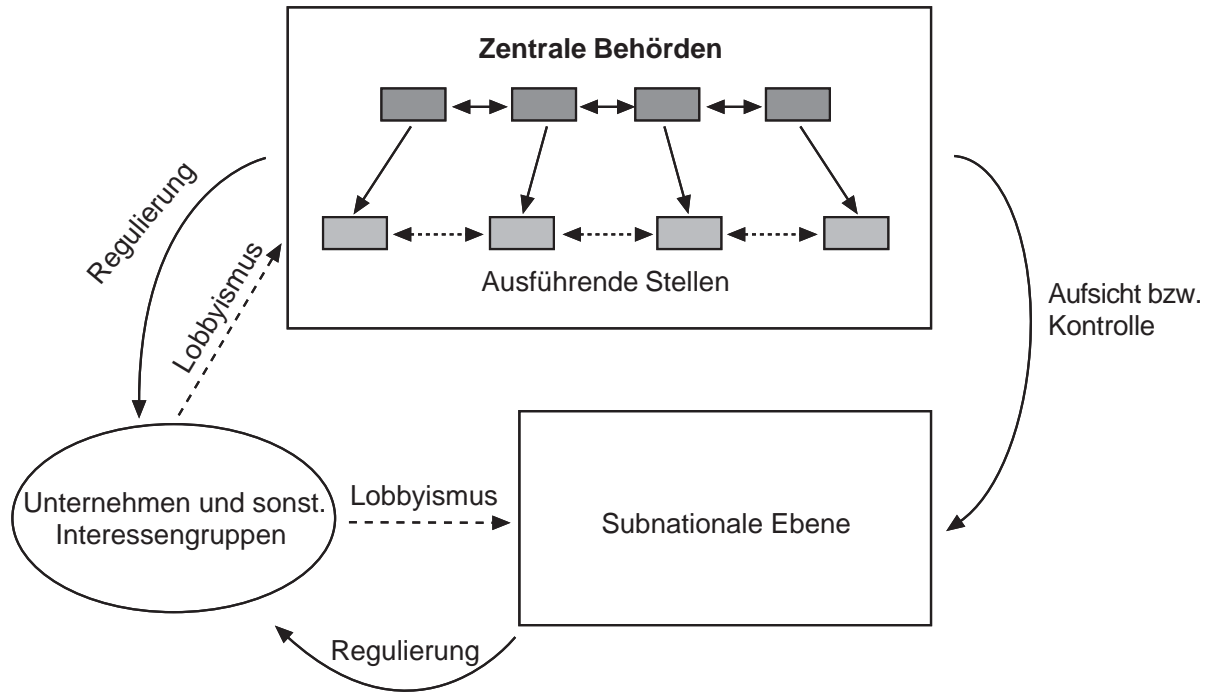 Zentrale Behörden
Regulierung
Lobbyismus
Ausführende Stellen
Aufsicht bzw.
Kontrolle
Unternehmen und sonst.
Interessengruppen
Lobbyismus
Subnationale Ebene
Regulierung